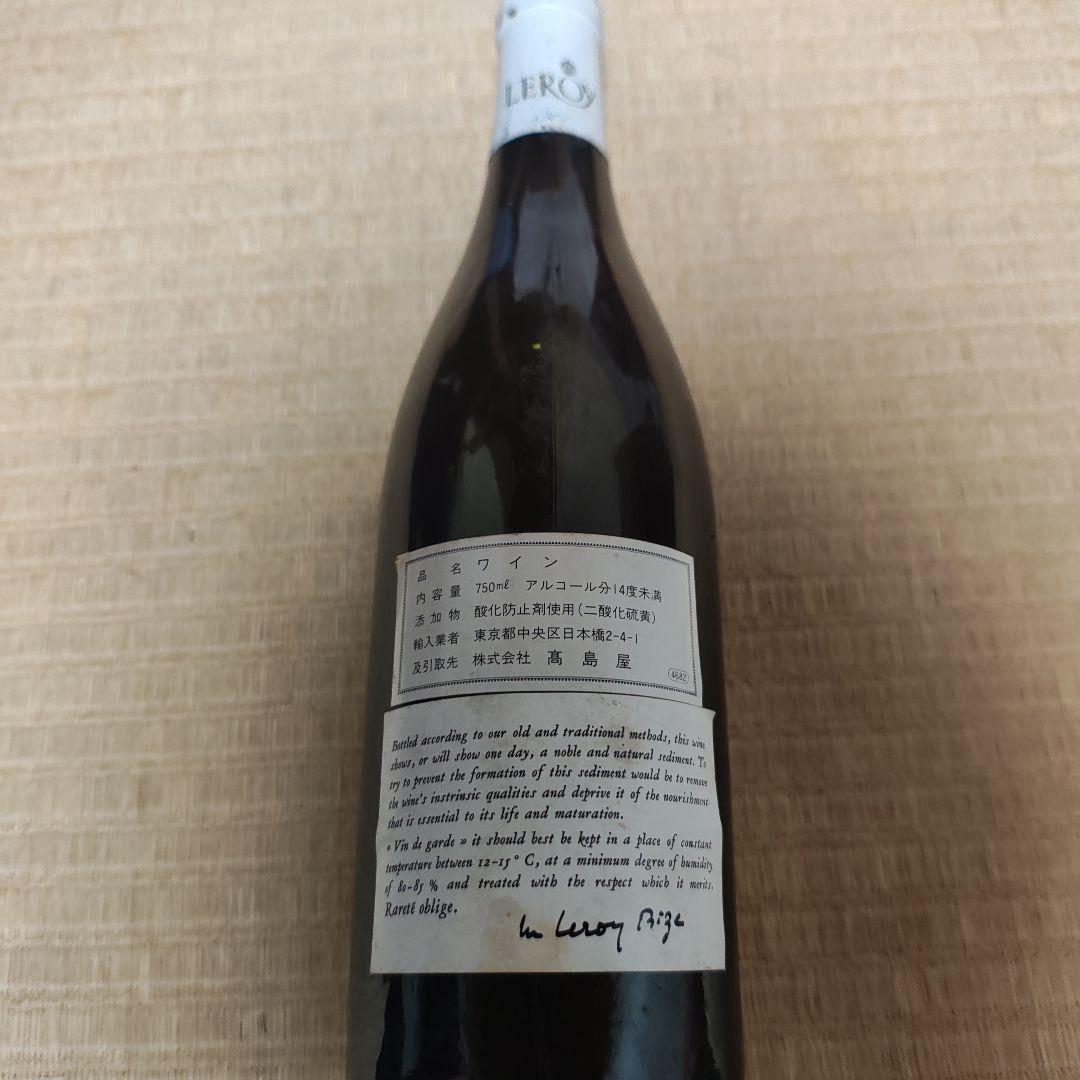 LEROY
品名 ワイン
内容量 750mℓ アルコール分14度未満
添加物 酸化防止剤使用(二酸化硫黄)
輸入業者 東京都中央区日本橋2-4-1
及引取先 株式会社 髙島屋
4682
Bottled according to our old and traditional methods, this wine
shows, or will show one day, a noble and natural sediment. To
try to prevent the formation of this sediment would be to remove
the wine's instrinsic qualities and deprive it of the nourishment
that is essential to its life and maturation.
« Vin de garde » it should best be kept in a place of constant
temperature between 12-15° C, at a minimum degree of humidity
of 80-85 % and treated with the respect which it merits.
Rareté oblige.
Leroy Bize